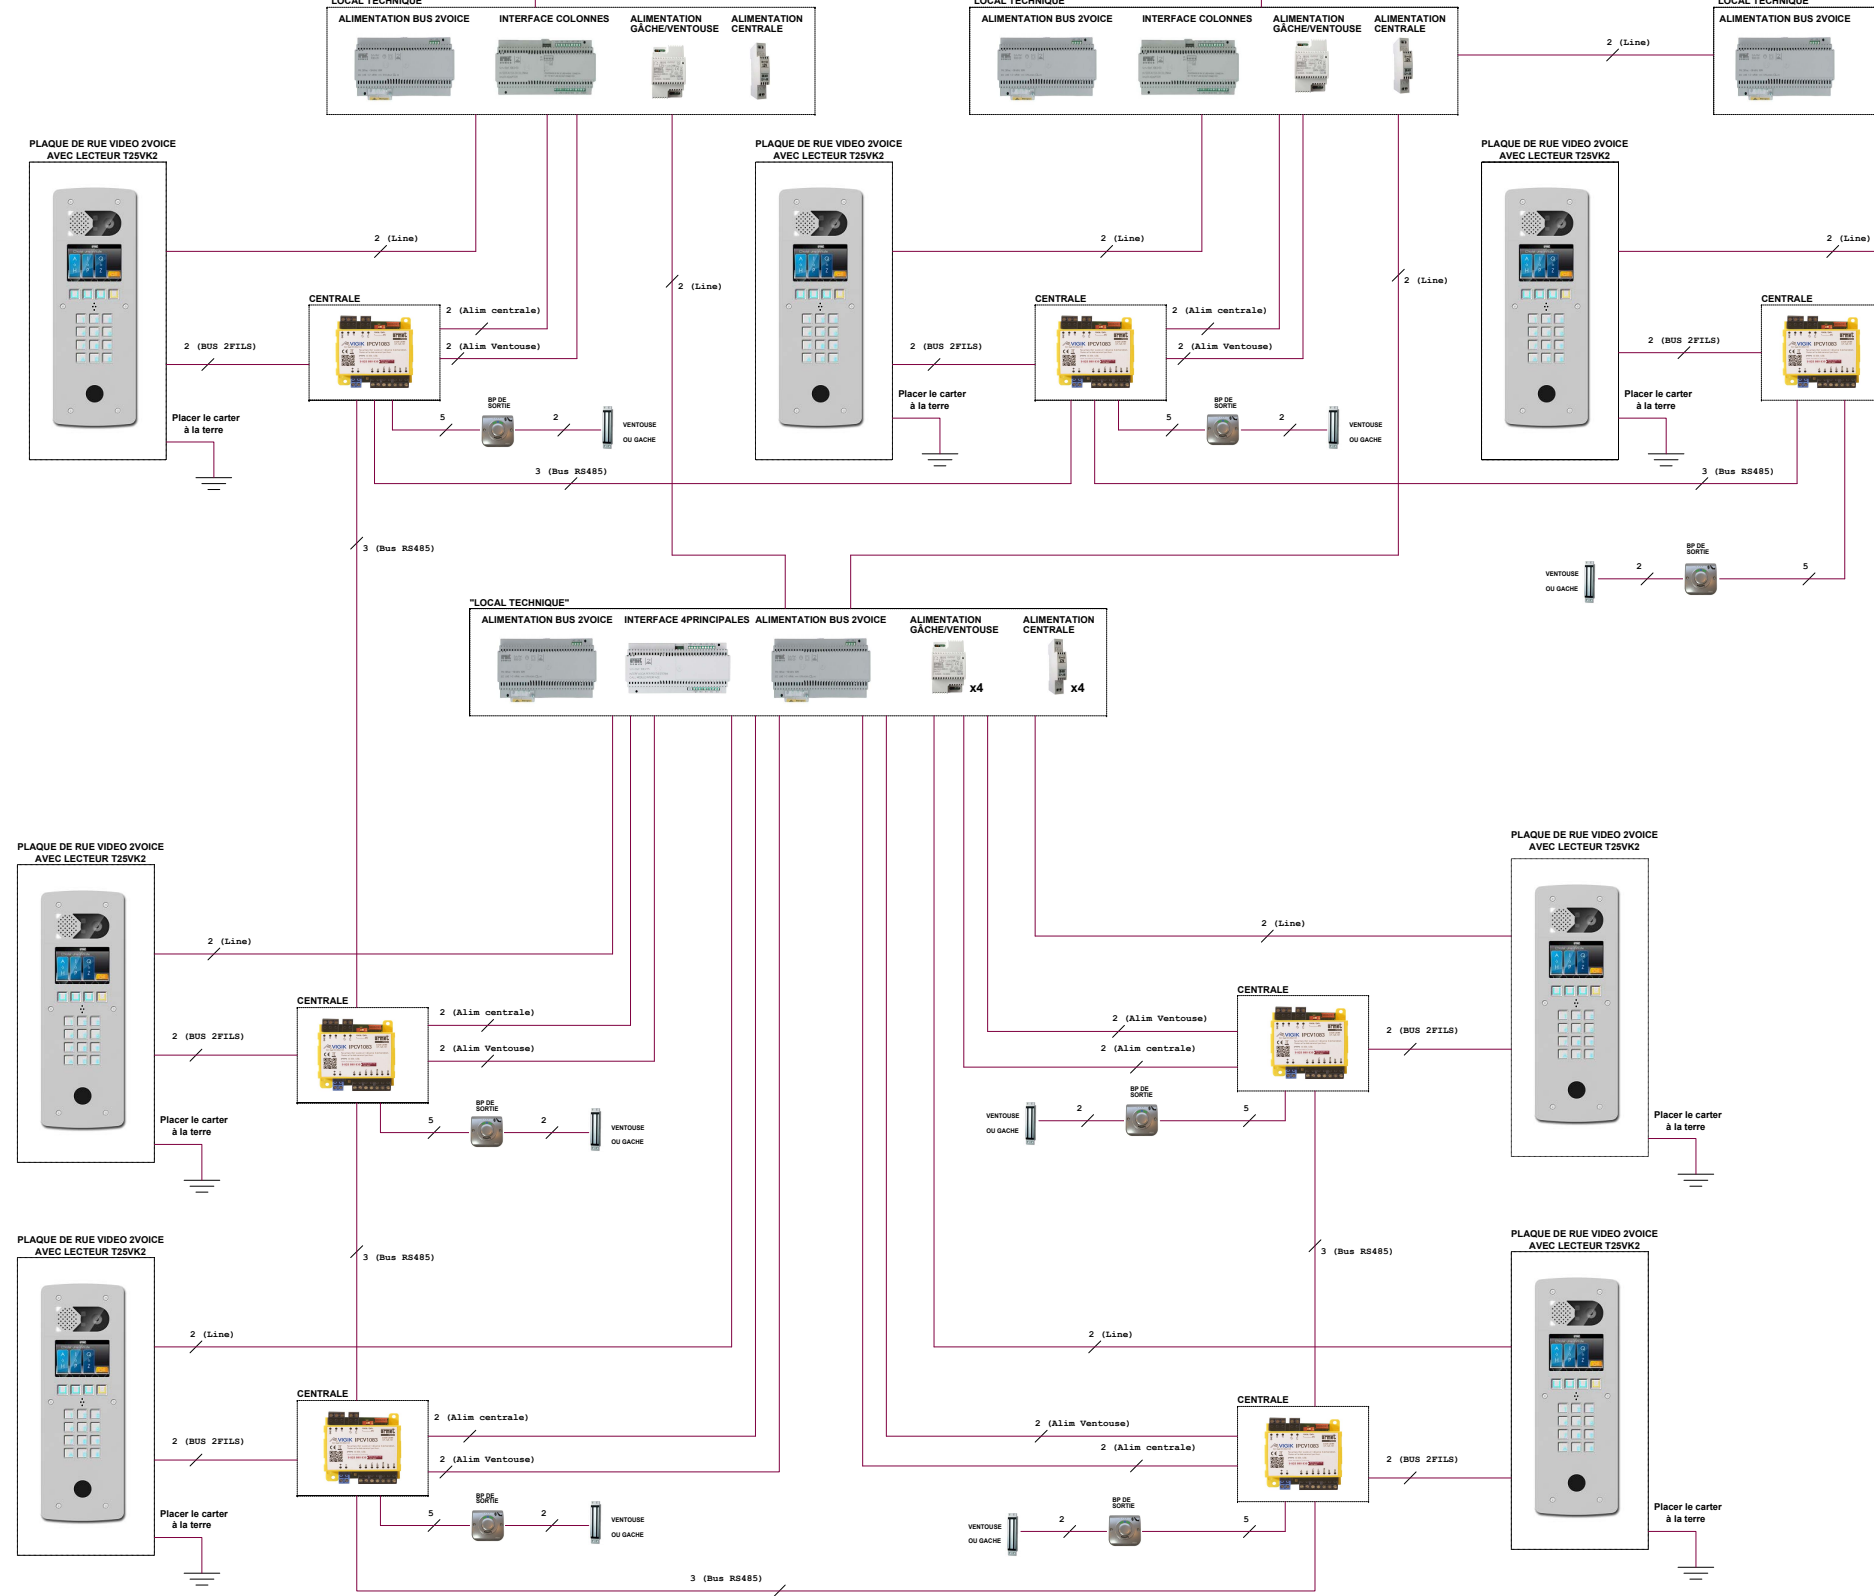 LOCAL TECHNIQUE
ALIMENTATION BUS 2VOICE
INTERFACE COLONNES
ALIMENTATION
GÂCHE/VENTOUSE
ALIMENTATION
CENTRALE
LOCAL TECHNIQUE
ALIMENTATION BUS 2VOICE
INTERFACE COLONNES
ALIMENTATION
GÂCHE/VENTOUSE
ALIMENTATION
CENTRALE
2 (Line)
LOCAL TECHNIQUE
ALIMENTATION BUS 2VOICE
PLAQUE DE RUE VIDEO 2VOICE
AVEC LECTEUR T25VK2
2 (Line)
2 (BUS 2FILS)
Placer le carter
à la terre
CENTRALE
VIGIK IPCV1083
2 (Alim centrale)
2 (Alim Ventouse)
5
BP DE
SORTIE
2
VENTOUSE
OU GACHE
2 (Line)
3 (Bus RS485)
PLAQUE DE RUE VIDEO 2VOICE
AVEC LECTEUR T25VK2
2 (Line)
2 (BUS 2FILS)
Placer le carter
à la terre
CENTRALE
VIGIK IPCV1083
2 (Alim centrale)
2 (Alim Ventouse)
5
BP DE
SORTIE
2
VENTOUSE
OU GACHE
2 (Line)
3 (Bus RS485)
PLAQUE DE RUE VIDEO 2VOICE
AVEC LECTEUR T25VK2
2 (Line)
2 (BUS 2FILS)
Placer le carter
à la terre
CENTRALE
VIGIK IPCV1083
VENTOUSE
OU GACHE
2
BP DE
SORTIE
5
3 (Bus RS485)
"LOCAL TECHNIQUE"
ALIMENTATION BUS 2VOICE
INTERFACE 4PRINCIPALES
ALIMENTATION BUS 2VOICE
ALIMENTATION
GÂCHE/VENTOUSE
x4
ALIMENTATION
CENTRALE
x4
PLAQUE DE RUE VIDEO 2VOICE
AVEC LECTEUR T25VK2
2 (Line)
2 (BUS 2FILS)
Placer le carter
à la terre
CENTRALE
VIGIK IPCV1083
2 (Alim centrale)
2 (Alim Ventouse)
5
BP DE
SORTIE
2
VENTOUSE
OU GACHE
PLAQUE DE RUE VIDEO 2VOICE
AVEC LECTEUR T25VK2
2 (Line)
CENTRALE
VIGIK IPCV1083
2 (Alim Ventouse)
2 (Alim centrale)
2 (BUS 2FILS)
VENTOUSE
OU GACHE
2
BP DE
SORTIE
5
Placer le carter
à la terre
3 (Bus RS485)
3 (Bus RS485)
PLAQUE DE RUE VIDEO 2VOICE
AVEC LECTEUR T25VK2
2 (Line)
2 (BUS 2FILS)
Placer le carter
à la terre
CENTRALE
VIGIK IPCV1083
2 (Alim centrale)
2 (Alim Ventouse)
5
BP DE
SORTIE
2
VENTOUSE
OU GACHE
PLAQUE DE RUE VIDEO 2VOICE
AVEC LECTEUR T25VK2
2 (Line)
CENTRALE
VIGIK IPCV1083
2 (Alim Ventouse)
2 (Alim centrale)
2 (BUS 2FILS)
VENTOUSE
OU GACHE
2
BP DE
SORTIE
5
Placer le carter
à la terre
3 (Bus RS485)